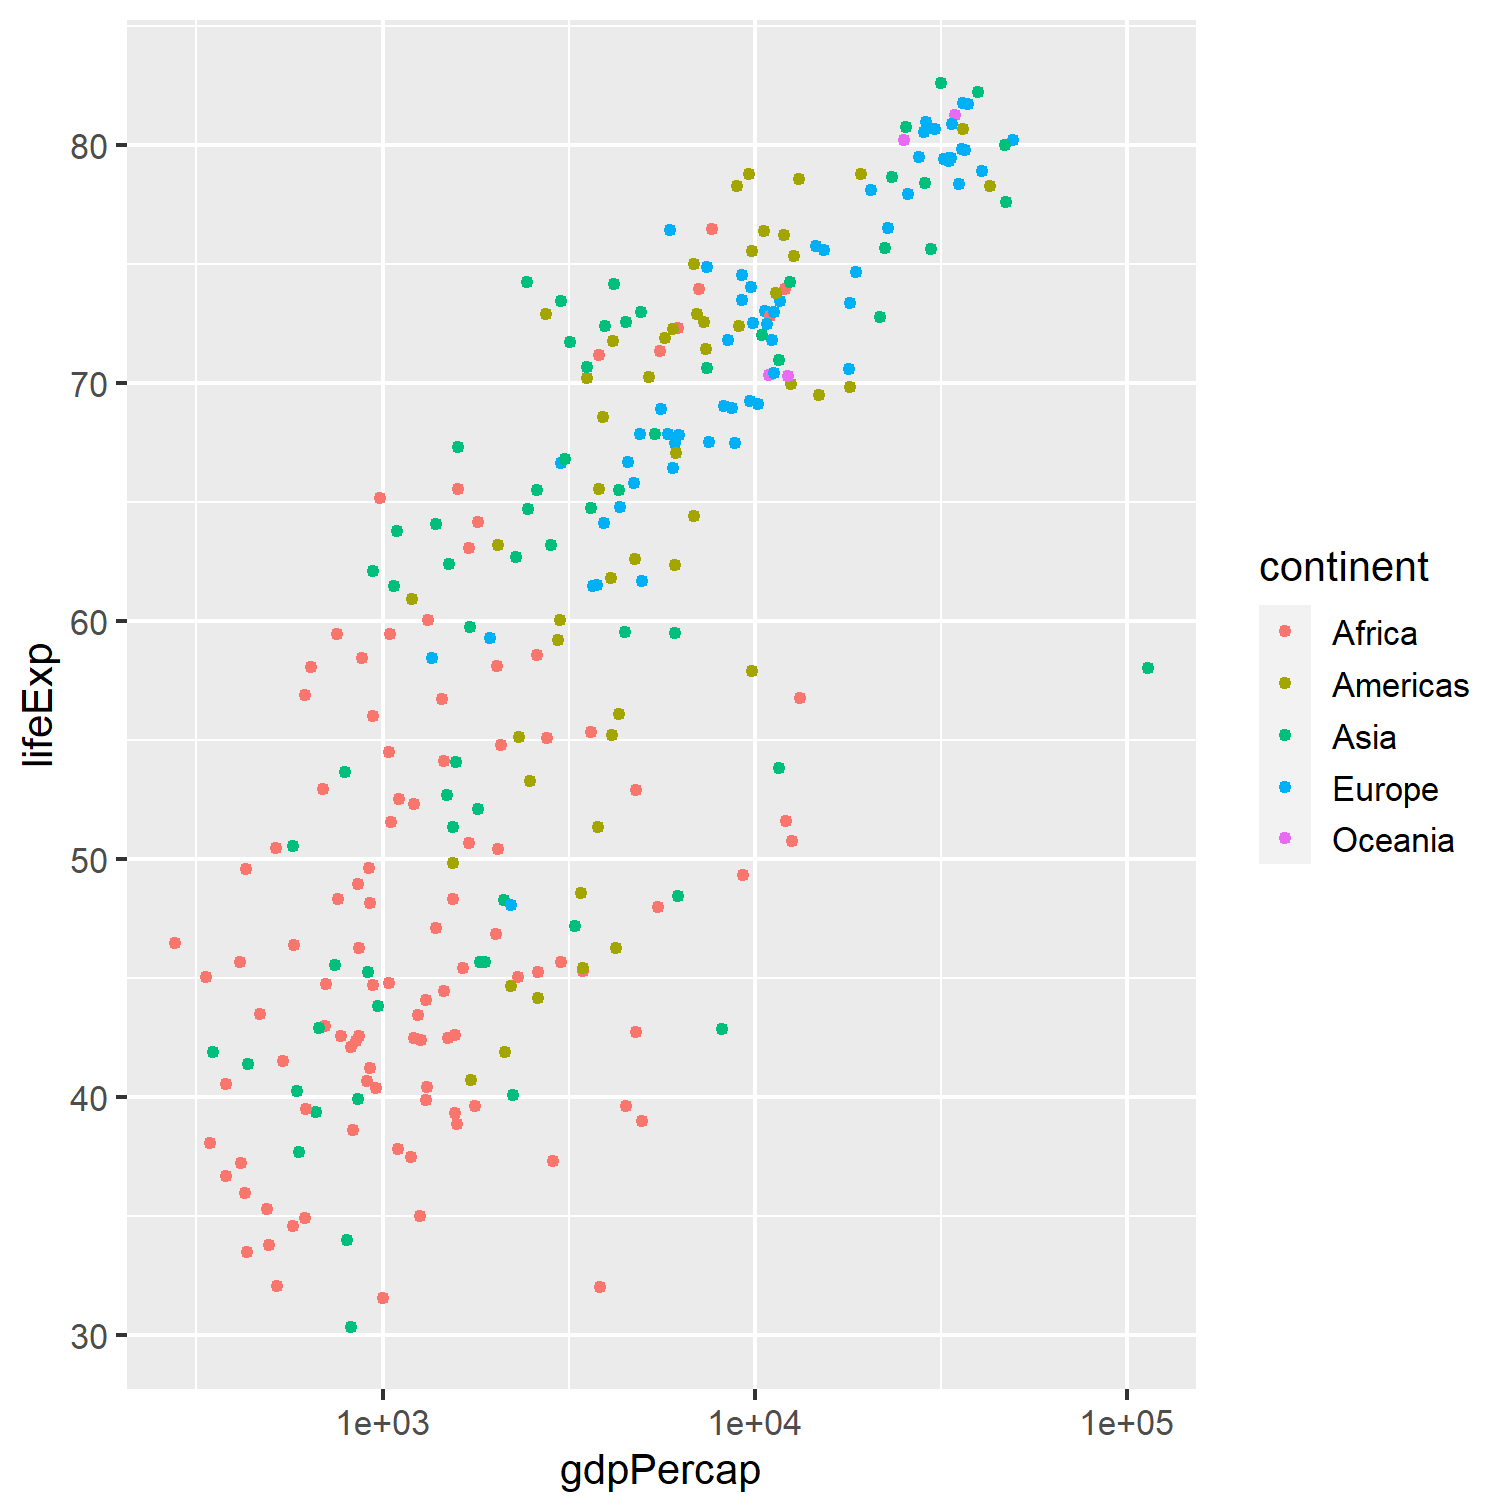 80
70
60
50
40
30
lifeExp
1e+03 1e+04 1e+05
gdpPercap
continent
Africa
Americas
Asia
Europe
Oceania